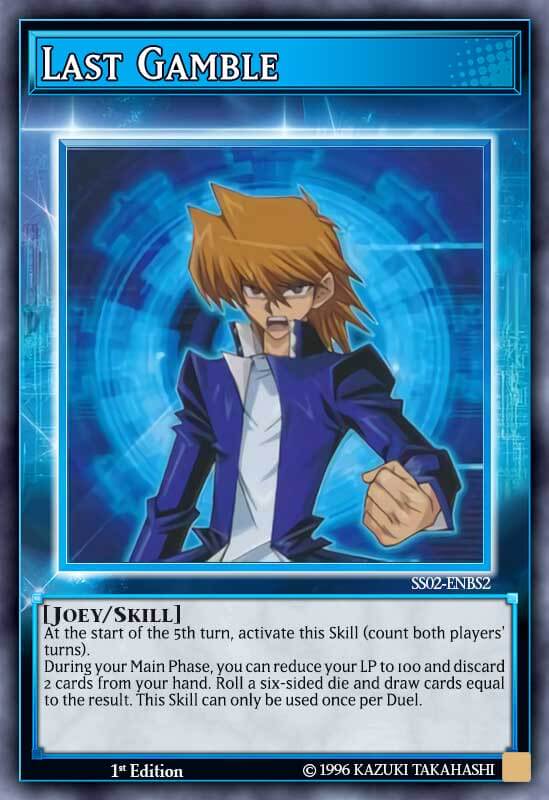 LAST GAMBLE
SS02-ENBS2
[JOEY/SKILL]
At the start of the 5th turn, activate this Skill (count both players'
turns).
During your Main Phase, you can reduce your LP to 100 and discard
2 cards from your hand. Roll a six-sided die and draw cards equal
to the result. This Skill can only be used once per Duel.
1st Edition
© 1996 KAZUKI TAKAHASHI